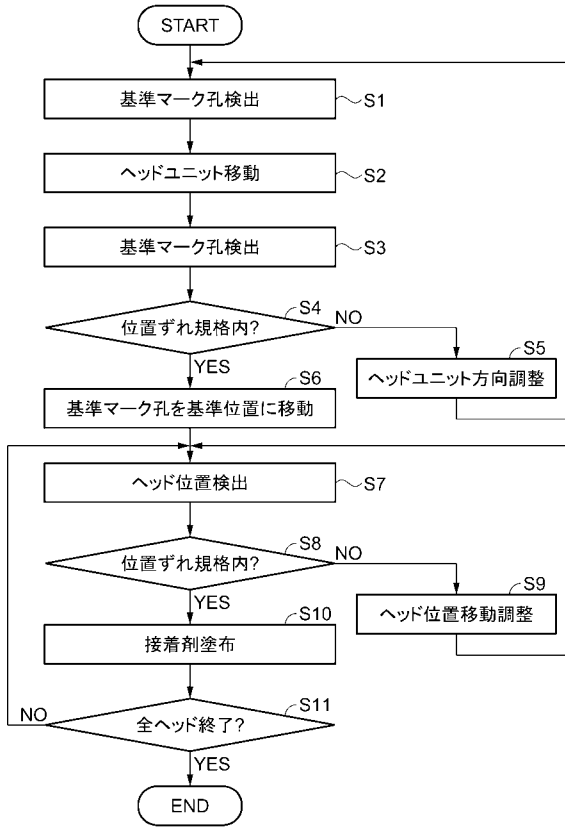 START
基準マーク孔検出
S1
ヘッドユニット移動
S2
基準マーク孔検出
S3
位置ずれ規格内?
S4
NO
YES
ヘッドユニット方向調整
S5
基準マーク孔を基準位置に移動
S6
ヘッド位置検出
S7
位置ずれ規格内?
S8
NO
YES
ヘッド位置移動調整
S9
接着剤塗布
S10
全ヘッド終了?
S11
NO
YES
END